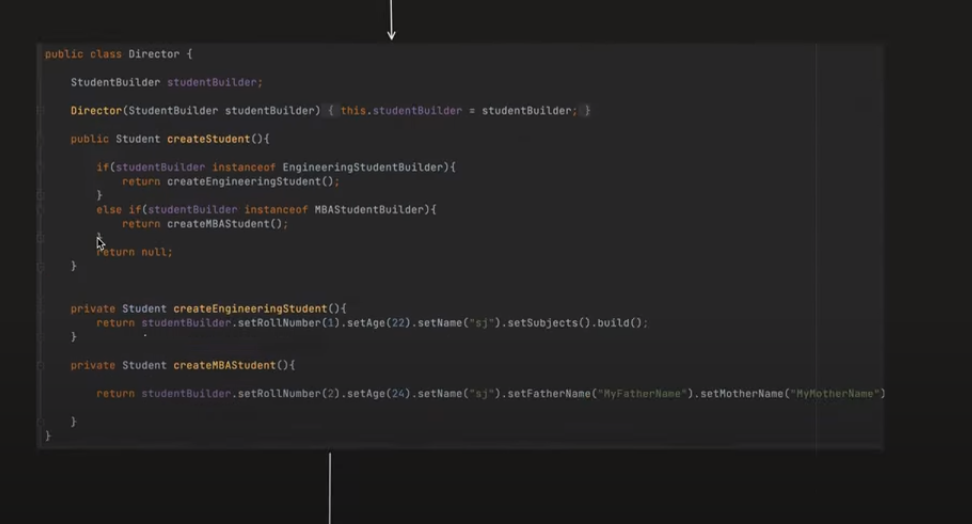 public class Director {
StudentBuilder studentBuilder;
Director(StudentBuilder studentBuilder) { this.studentBuilder = studentBuilder; }
public Student createStudent(){
if(studentBuilder instanceof EngineeringStudentBuilder){
return createEngineeringStudent();
}
else if(studentBuilder instanceof MBAStudentBuilder){
return createMBAStudent();
}
return null;
}
private Student createEngineeringStudent(){
return studentBuilder.setRollNumber(1).setAge(22).setName("sj").setSubjects().build();
}
private Student createMBAStudent(){
return studentBuilder.setRollNumber(2).setAge(24).setName("sj").setFatherName("MyFatherName").setMotherName("MyMotherName")
}
}